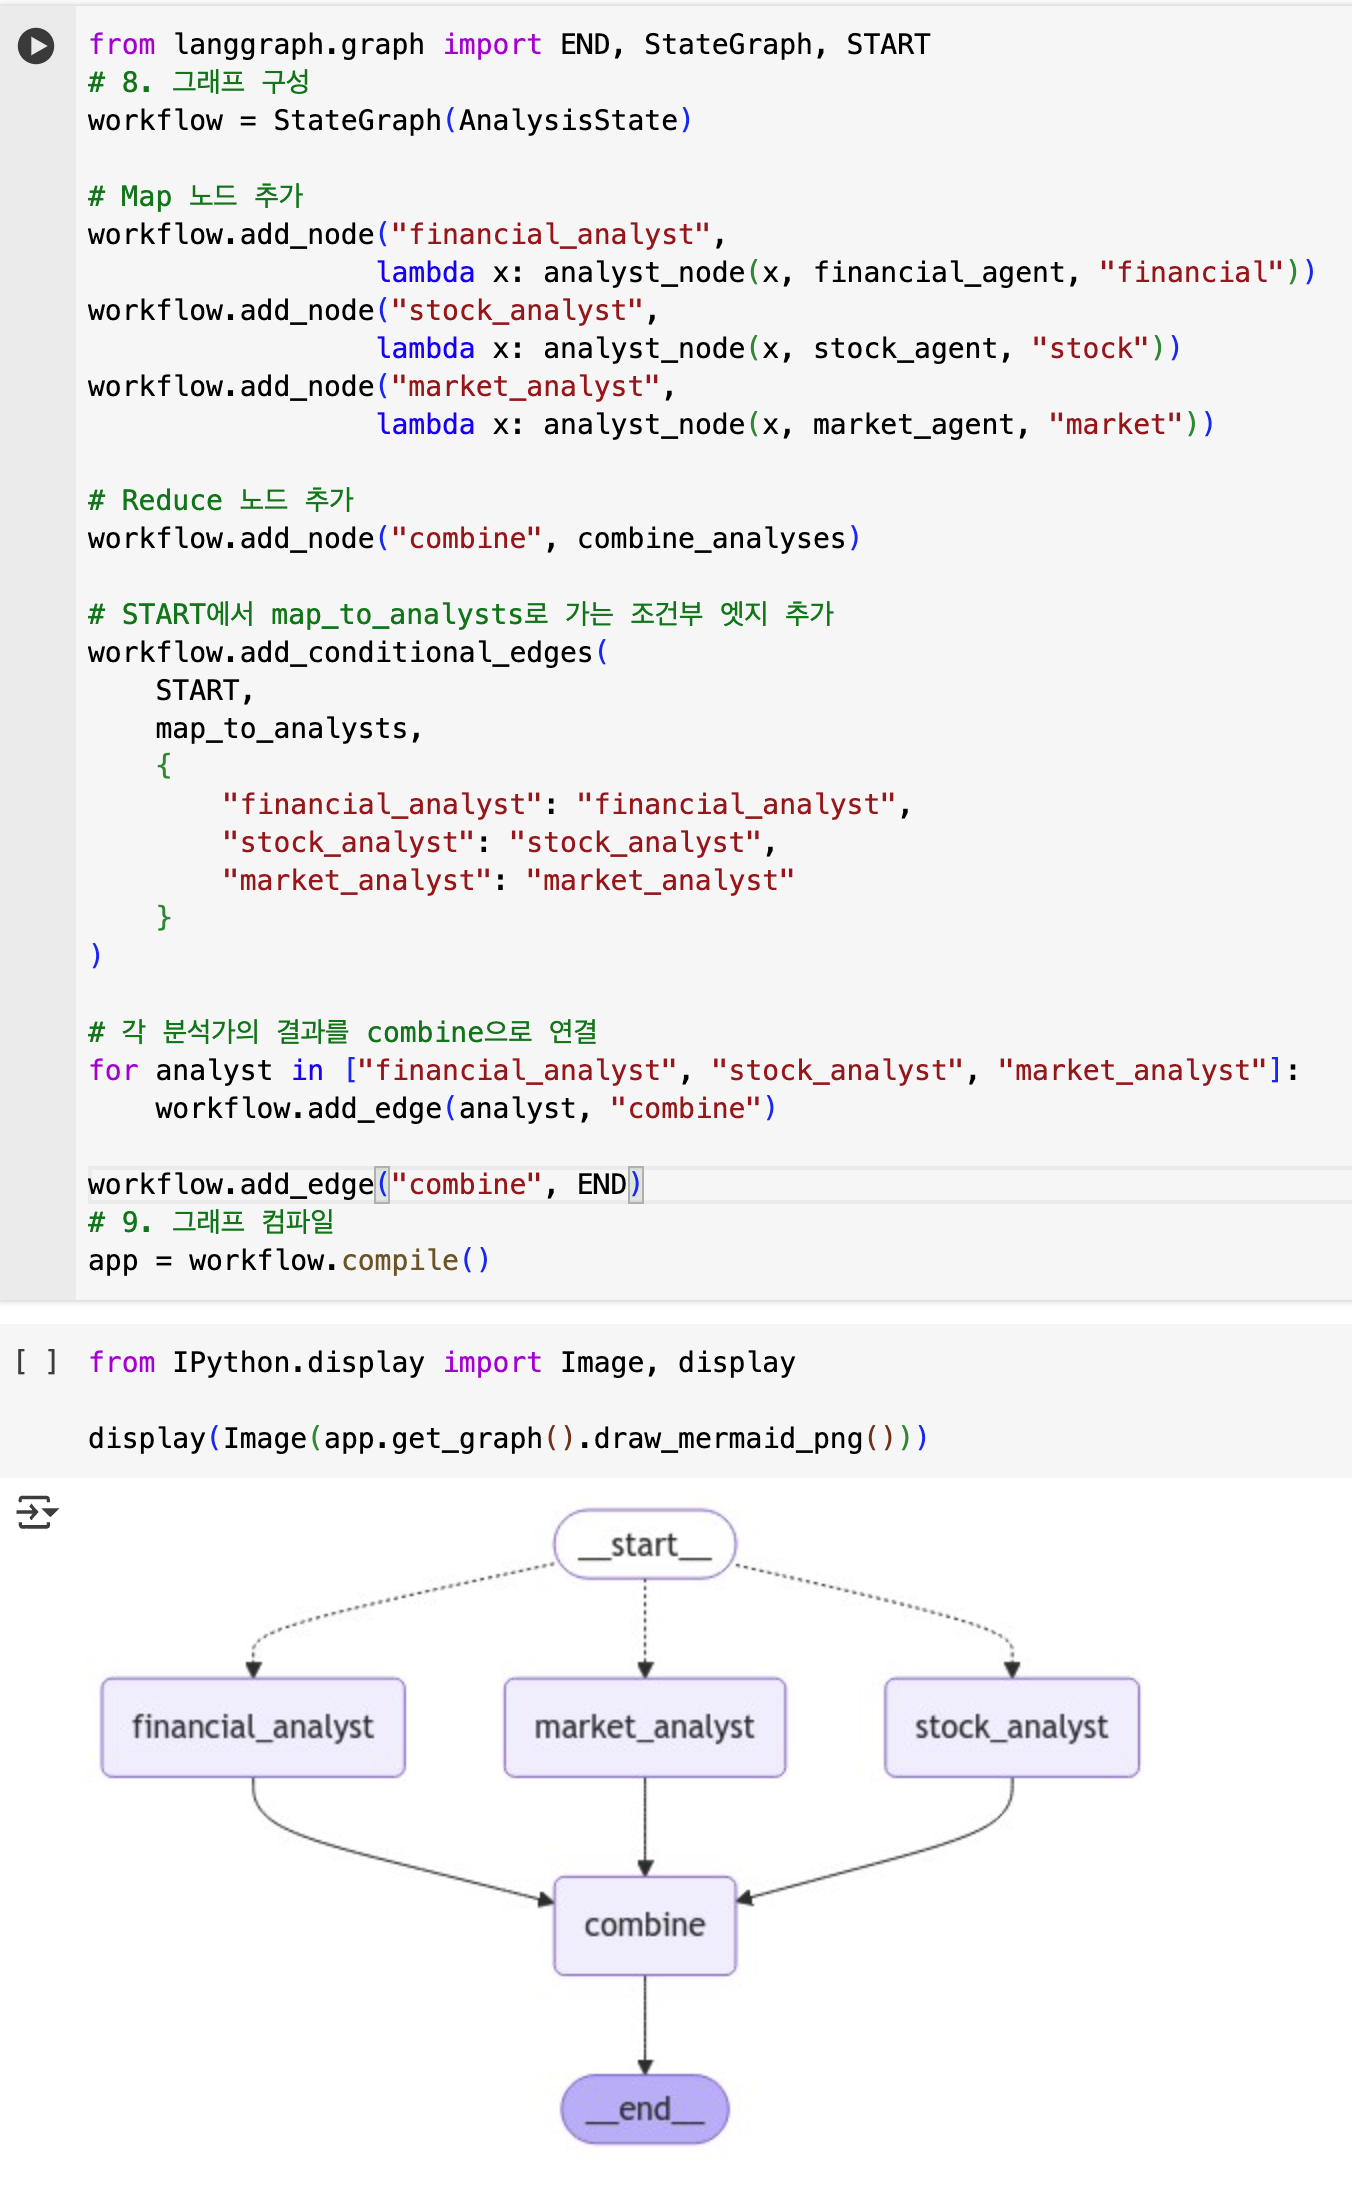 from langgraph.graph import END, StateGraph, START
# 8. 그래프 구성
workflow = StateGraph(AnalysisState)
# Map 노드 추가
workflow.add_node("financial_analyst",
                 lambda x: analyst_node(x, financial_agent, "financial"))
workflow.add_node("stock_analyst",
                 lambda x: analyst_node(x, stock_agent, "stock"))
workflow.add_node("market_analyst",
                 lambda x: analyst_node(x, market_agent, "market"))
# Reduce 노드 추가
workflow.add_node("combine", combine_analyses)
# START에서 map_to_analysts로 가는 조건부 엣지 추가
workflow.add_conditional_edges(
    START,
    map_to_analysts,
    {
        "financial_analyst": "financial_analyst",
        "stock_analyst": "stock_analyst",
        "market_analyst": "market_analyst"
    }
)
# 각 분석가의 결과를 combine으로 연결
for analyst in ["financial_analyst", "stock_analyst", "market_analyst"]:
    workflow.add_edge(analyst, "combine")
workflow.add_edge("combine", END)
# 9. 그래프 컴파일
app = workflow.compile()
[ ] from IPython.display import Image, display
display(Image(app.get_graph().draw_mermaid_png()))
__start__
financial_analyst
market_analyst
stock_analyst
combine
__end__